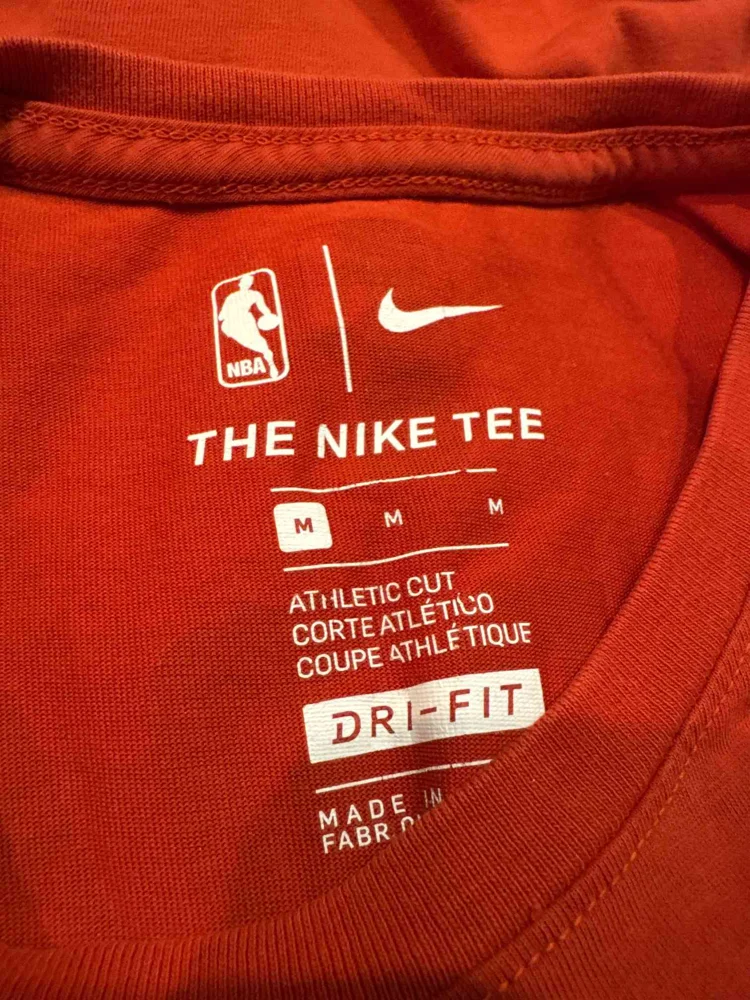 NBA
THE NIKE TEE
M M M
ATHLETIC CUT
CORTE ATLÉTICO
COUPE ATHLÉTIQUE
DRI-FIT
MADE IN